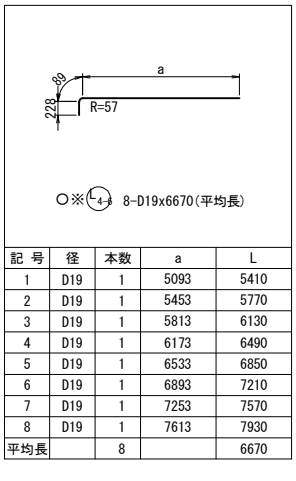 a
89
228
R=57
○※ L4-6 8-D19x6670(平均長)
記 号 径 本数 a L
1 D19 1 5093 5410
2 D19 1 5453 5770
3 D19 1 5813 6130
4 D19 1 6173 6490
5 D19 1 6533 6850
6 D19 1 6893 7210
7 D19 1 7253 7570
8 D19 1 7613 7930
平均長 8 6670